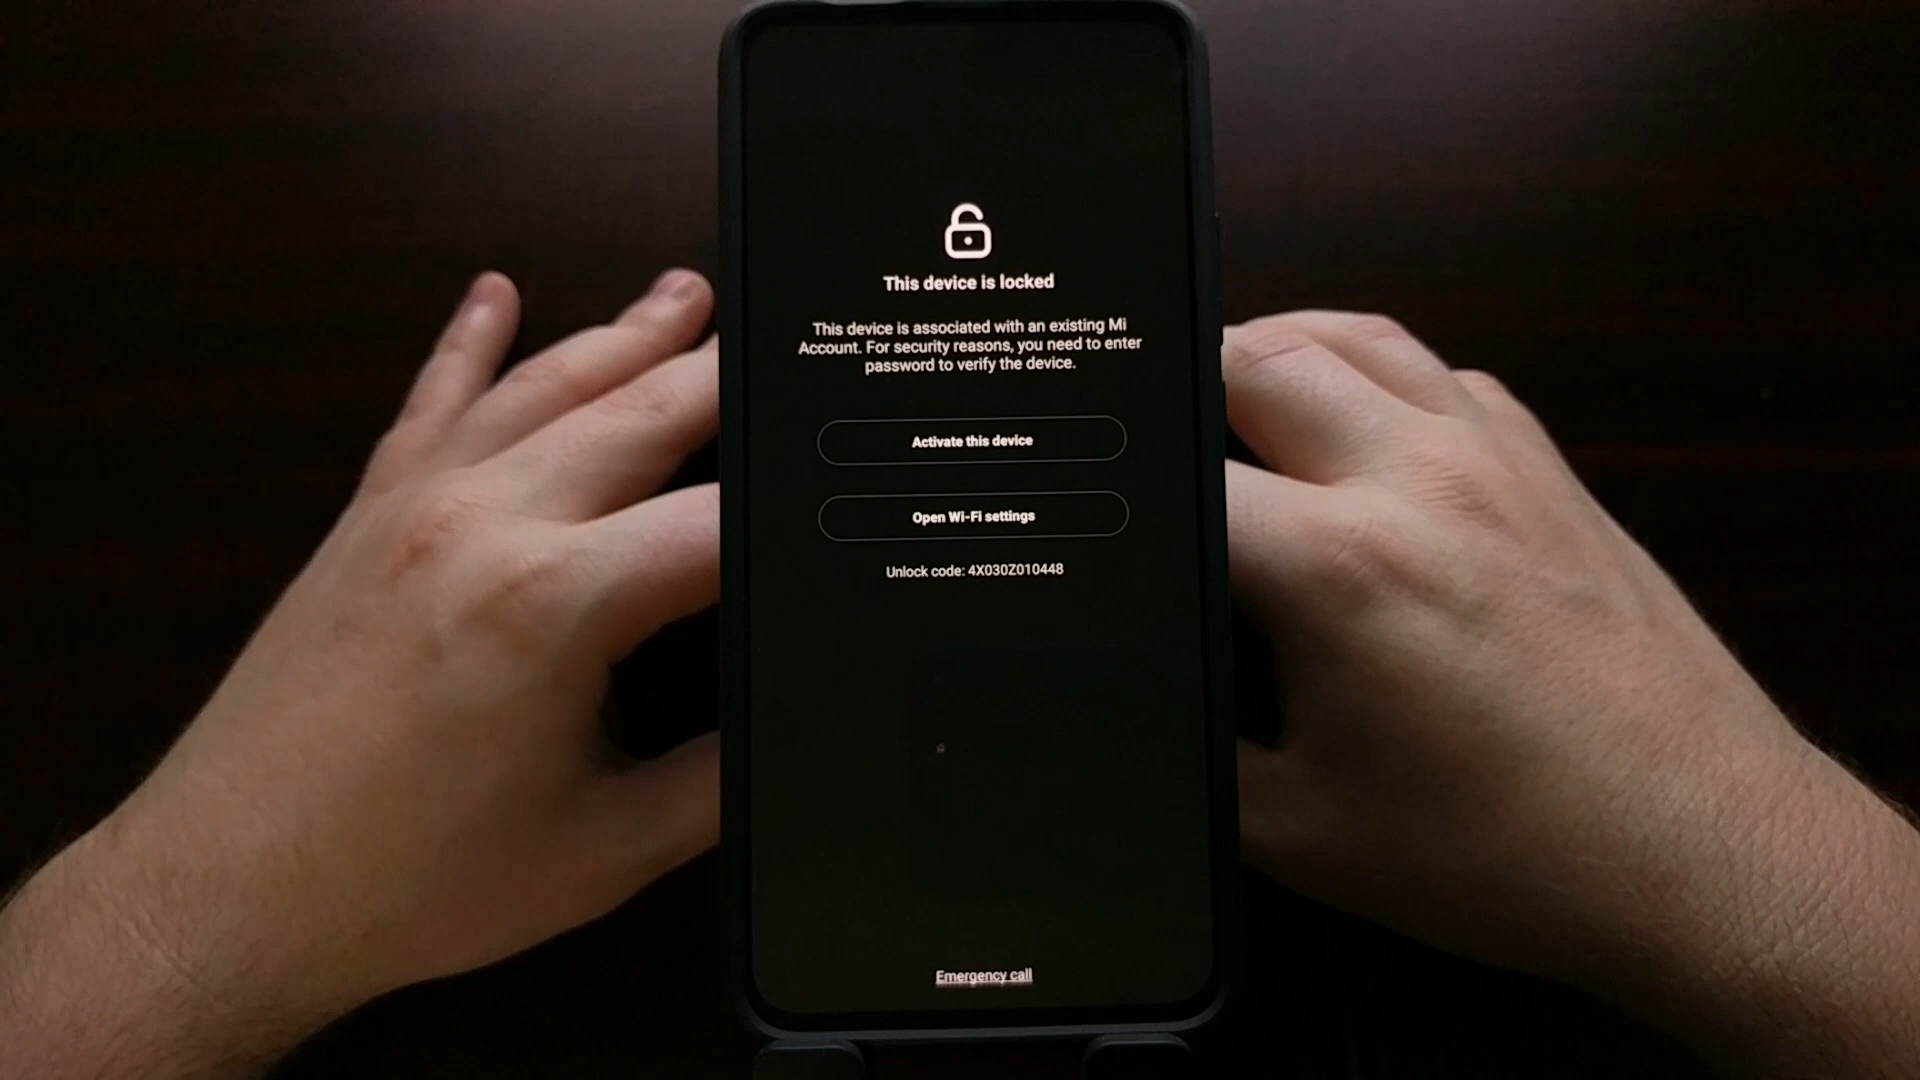 This device is locked
This device is associated with an existing Mi
Account. For security reasons, you need to enter
password to verify the device.
Activate this device
Open Wi-Fi settings
Unlock code: 4X030Z010448
Emergency call